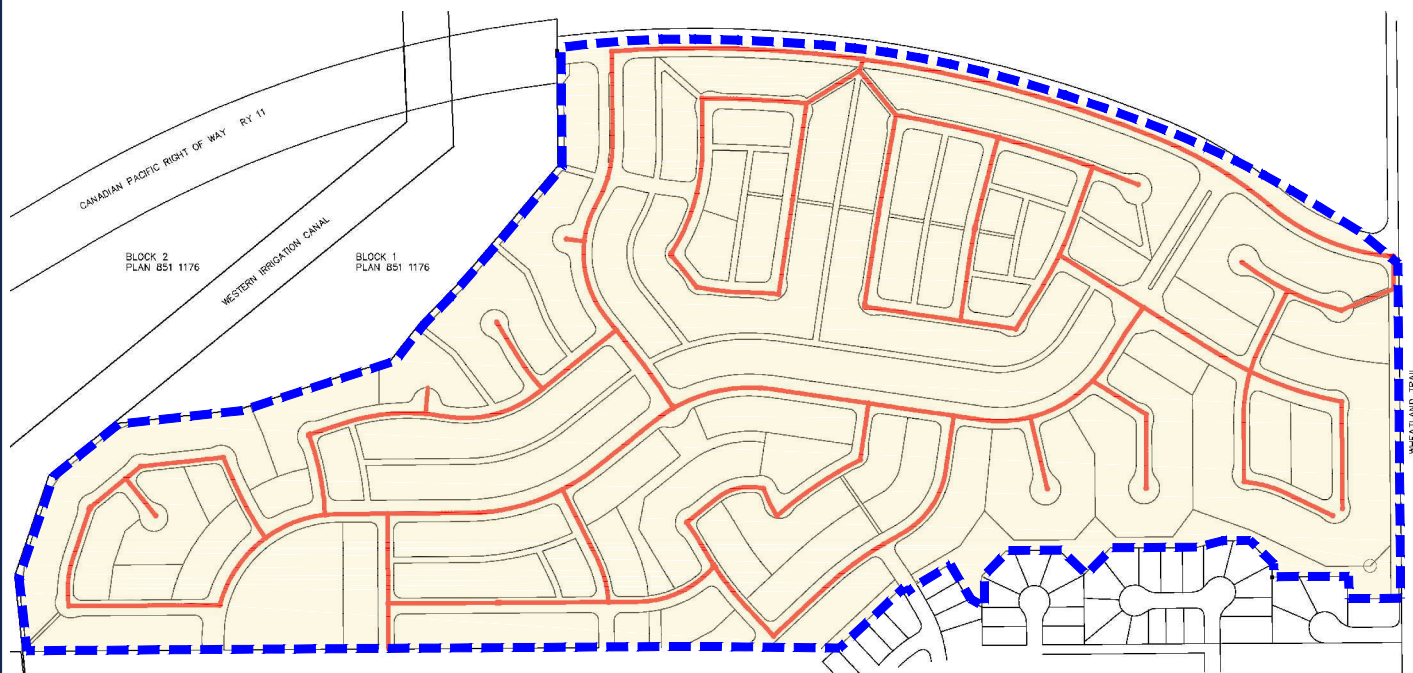 CANADIAN PACIFIC RIGHT OF WAY RY 11
BLOCK 2
PLAN 851 1176
WESTERN IRRIGATION CANAL
BLOCK 1
PLAN 851 1176
WHEATLAND TRAIL